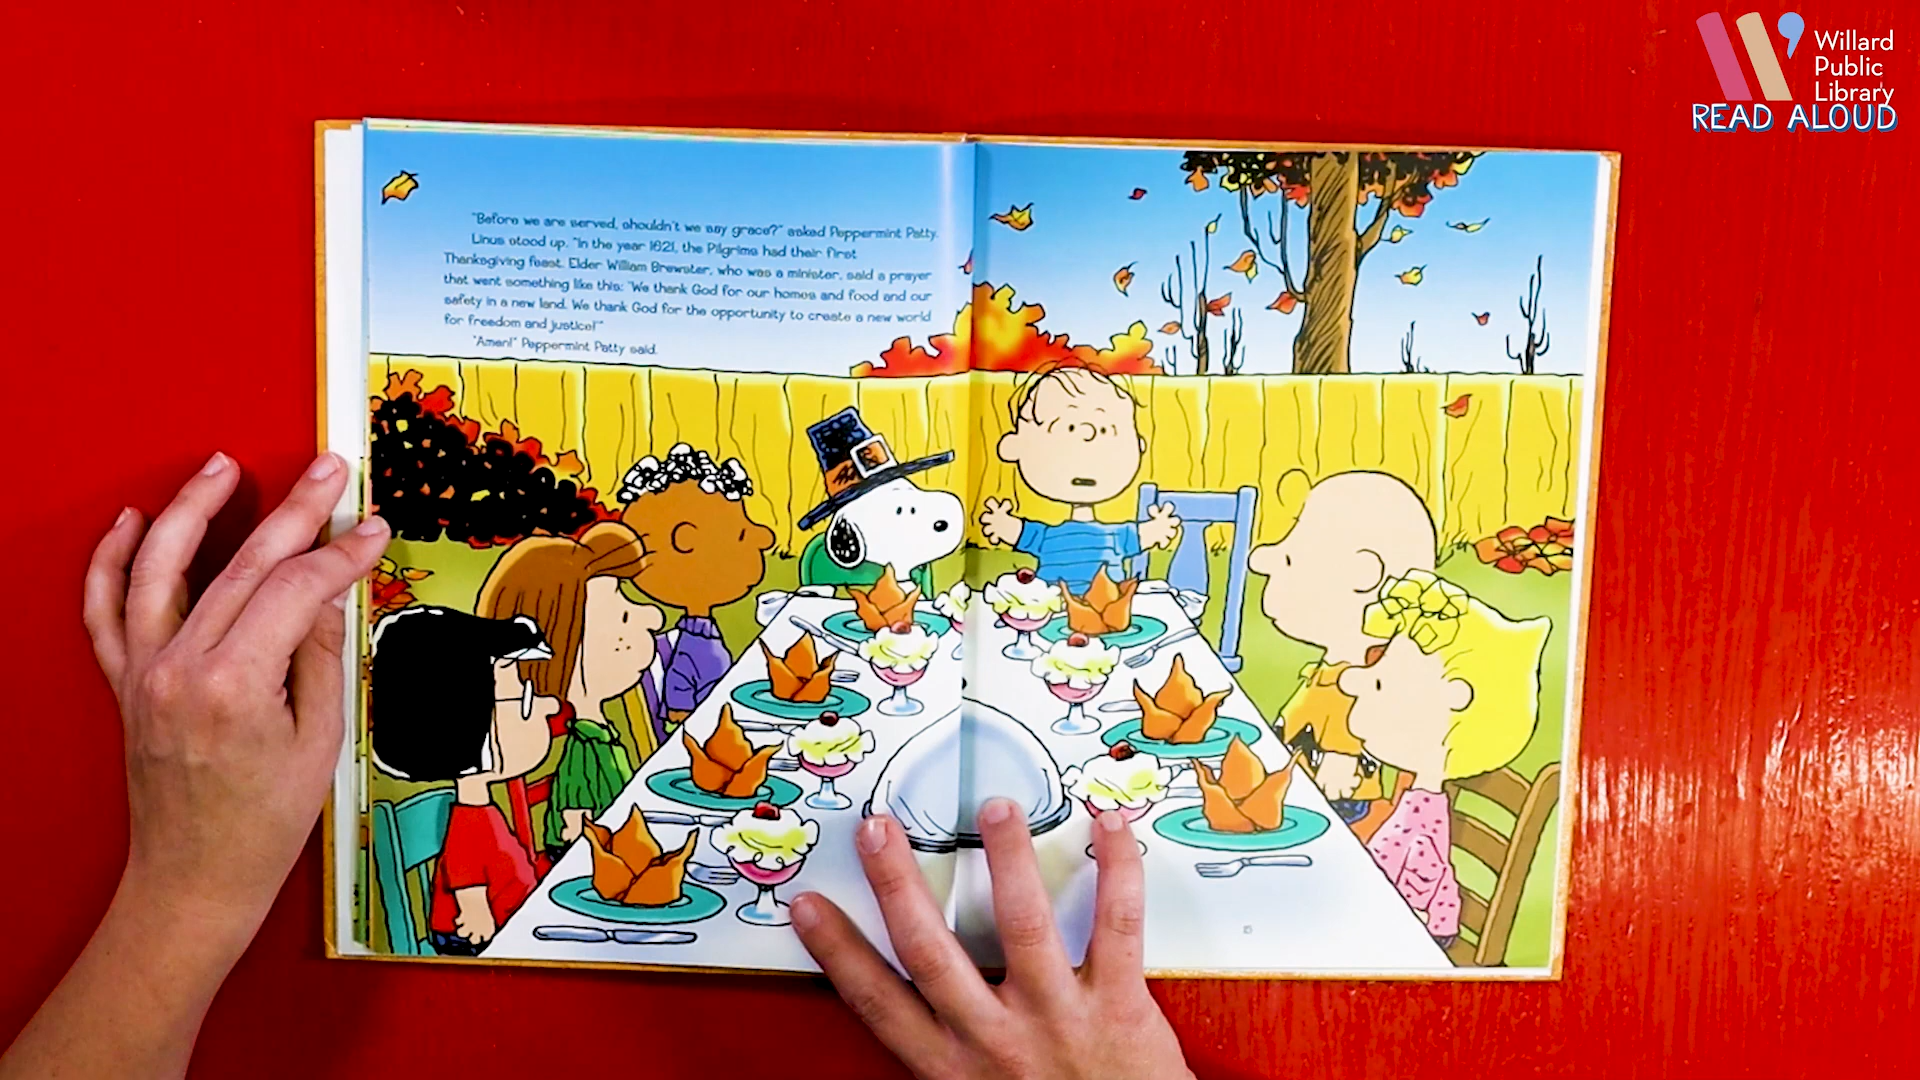 Willard
Public
Library
READ ALOUD
"Before we are served, shouldn't we say grace?" asked Peppermint Patty.
Linus stood up. "In the year 1621, the Pilgrims had their first
Thanksgiving feast. Elder William Brewster, who was a minister, said a prayer
that went something like this: 'We thank God for our homes and food and our
safety in a new land. We thank God for the opportunity to create a new world
for freedom and justice!'"
"Amen!" Peppermint Patty said.